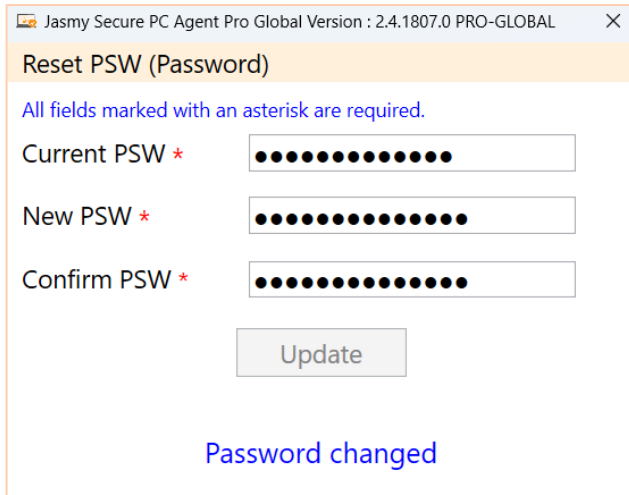 Jasmy Secure PC Agent Pro Global Version : 2.4.1807.0 PRO-GLOBAL
Reset PSW (Password)
All fields marked with an asterisk are required.
Current PSW * ●●●●●●●●●●●●●
New PSW * ●●●●●●●●●●●●●●
Confirm PSW * ●●●●●●●●●●●●●●
Update
Password changed